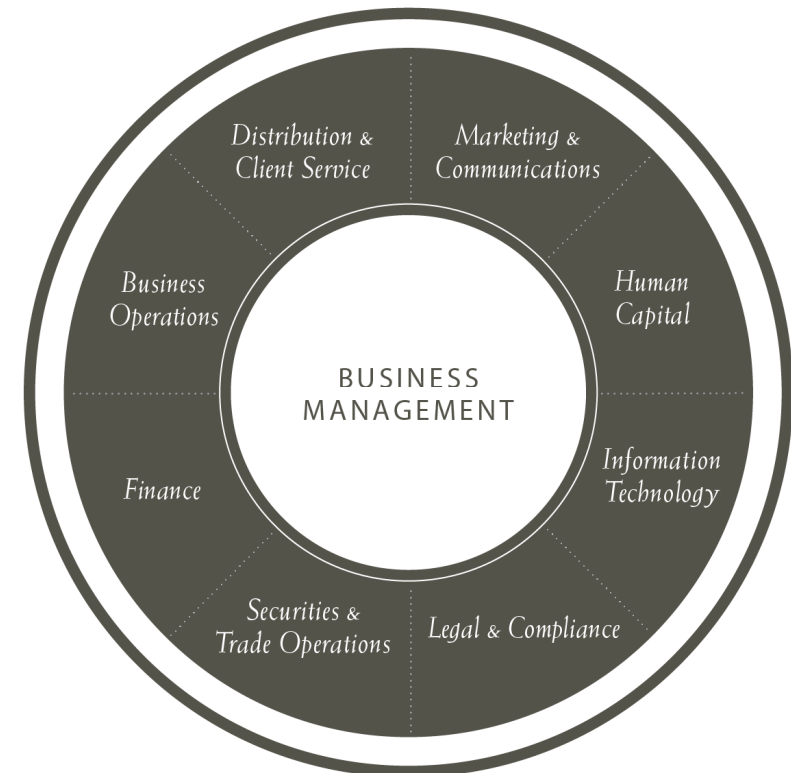 Distribution &
Client Service
Marketing &
Communications
Business
Operations
Human
Capital
BUSINESS
MANAGEMENT
Finance
Information
Technology
Securities &
Trade Operations
Legal & Compliance